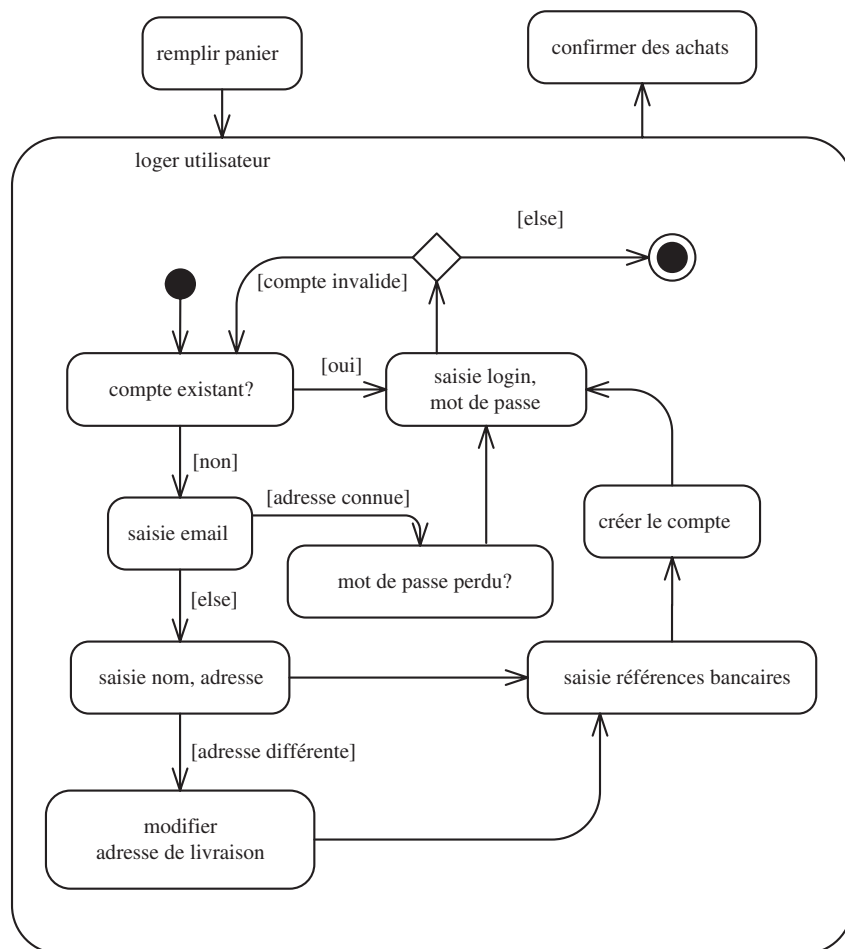 remplir panier
confirmer des achats
loger utilisateur
[else]
[compte invalide]
compte existant?
[oui]
saisie login,
mot de passe
[non]
[adresse connue]
saisie email
créer le compte
mot de passe perdu?
[else]
saisie nom, adresse
saisie références bancaires
[adresse différente]
modifier
adresse de livraison